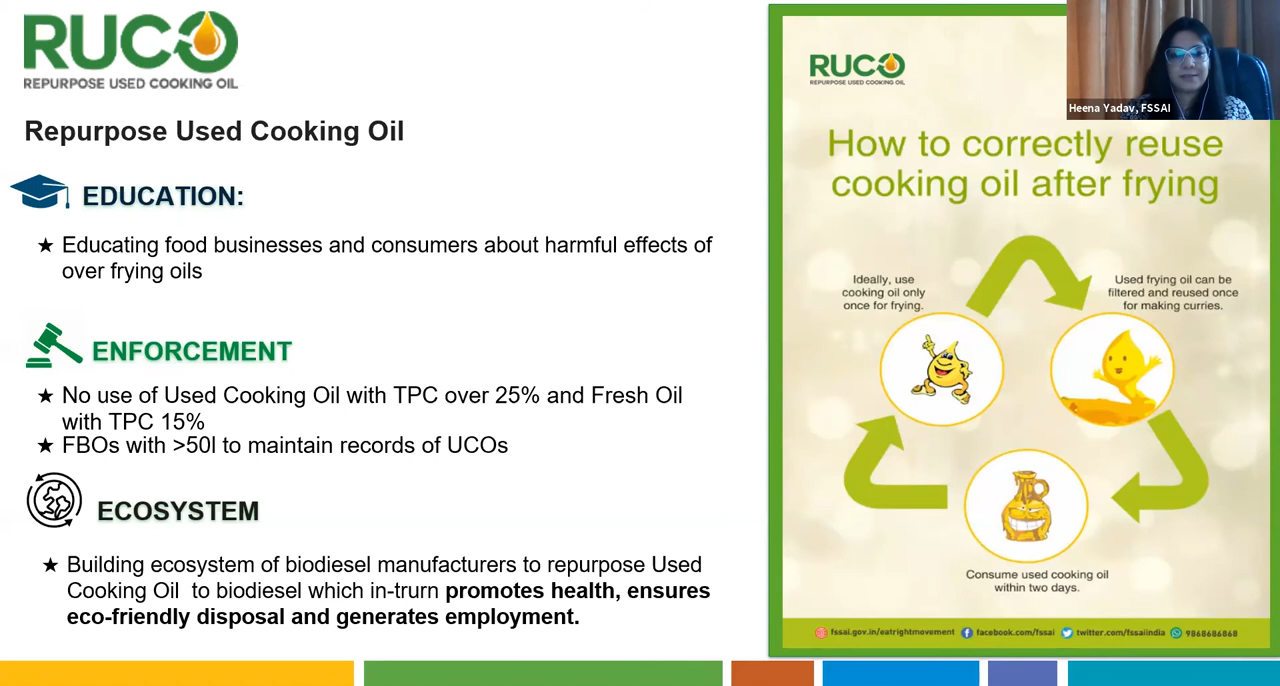 RUCO
REPURPOSE USED COOKING OIL
Repurpose Used Cooking Oil
EDUCATION:
★ Educating food businesses and consumers about harmful effects of
over frying oils
ENFORCEMENT
★ No use of Used Cooking Oil with TPC over 25% and Fresh Oil
with TPC 15%
★ FBOs with >50l to maintain records of UCOs
ECOSYSTEM
★ Building ecosystem of biodiesel manufacturers to repurpose Used
Cooking Oil to biodiesel which in-trurn promotes health, ensures
eco-friendly disposal and generates employment.
RUCO
REPURPOSE USED COOKING OIL
Heena Yadav, FSSAI
How to correctly reuse
cooking oil after frying
Ideally, use
cooking oil only
once for frying.
Used frying oil can be
filtered and reused once
for making curries.
Consume used cooking oil
within two days.
fssai.gov.in/eatrightmovement facebook.com/fssai twitter.com/fssaiindia 9868686868